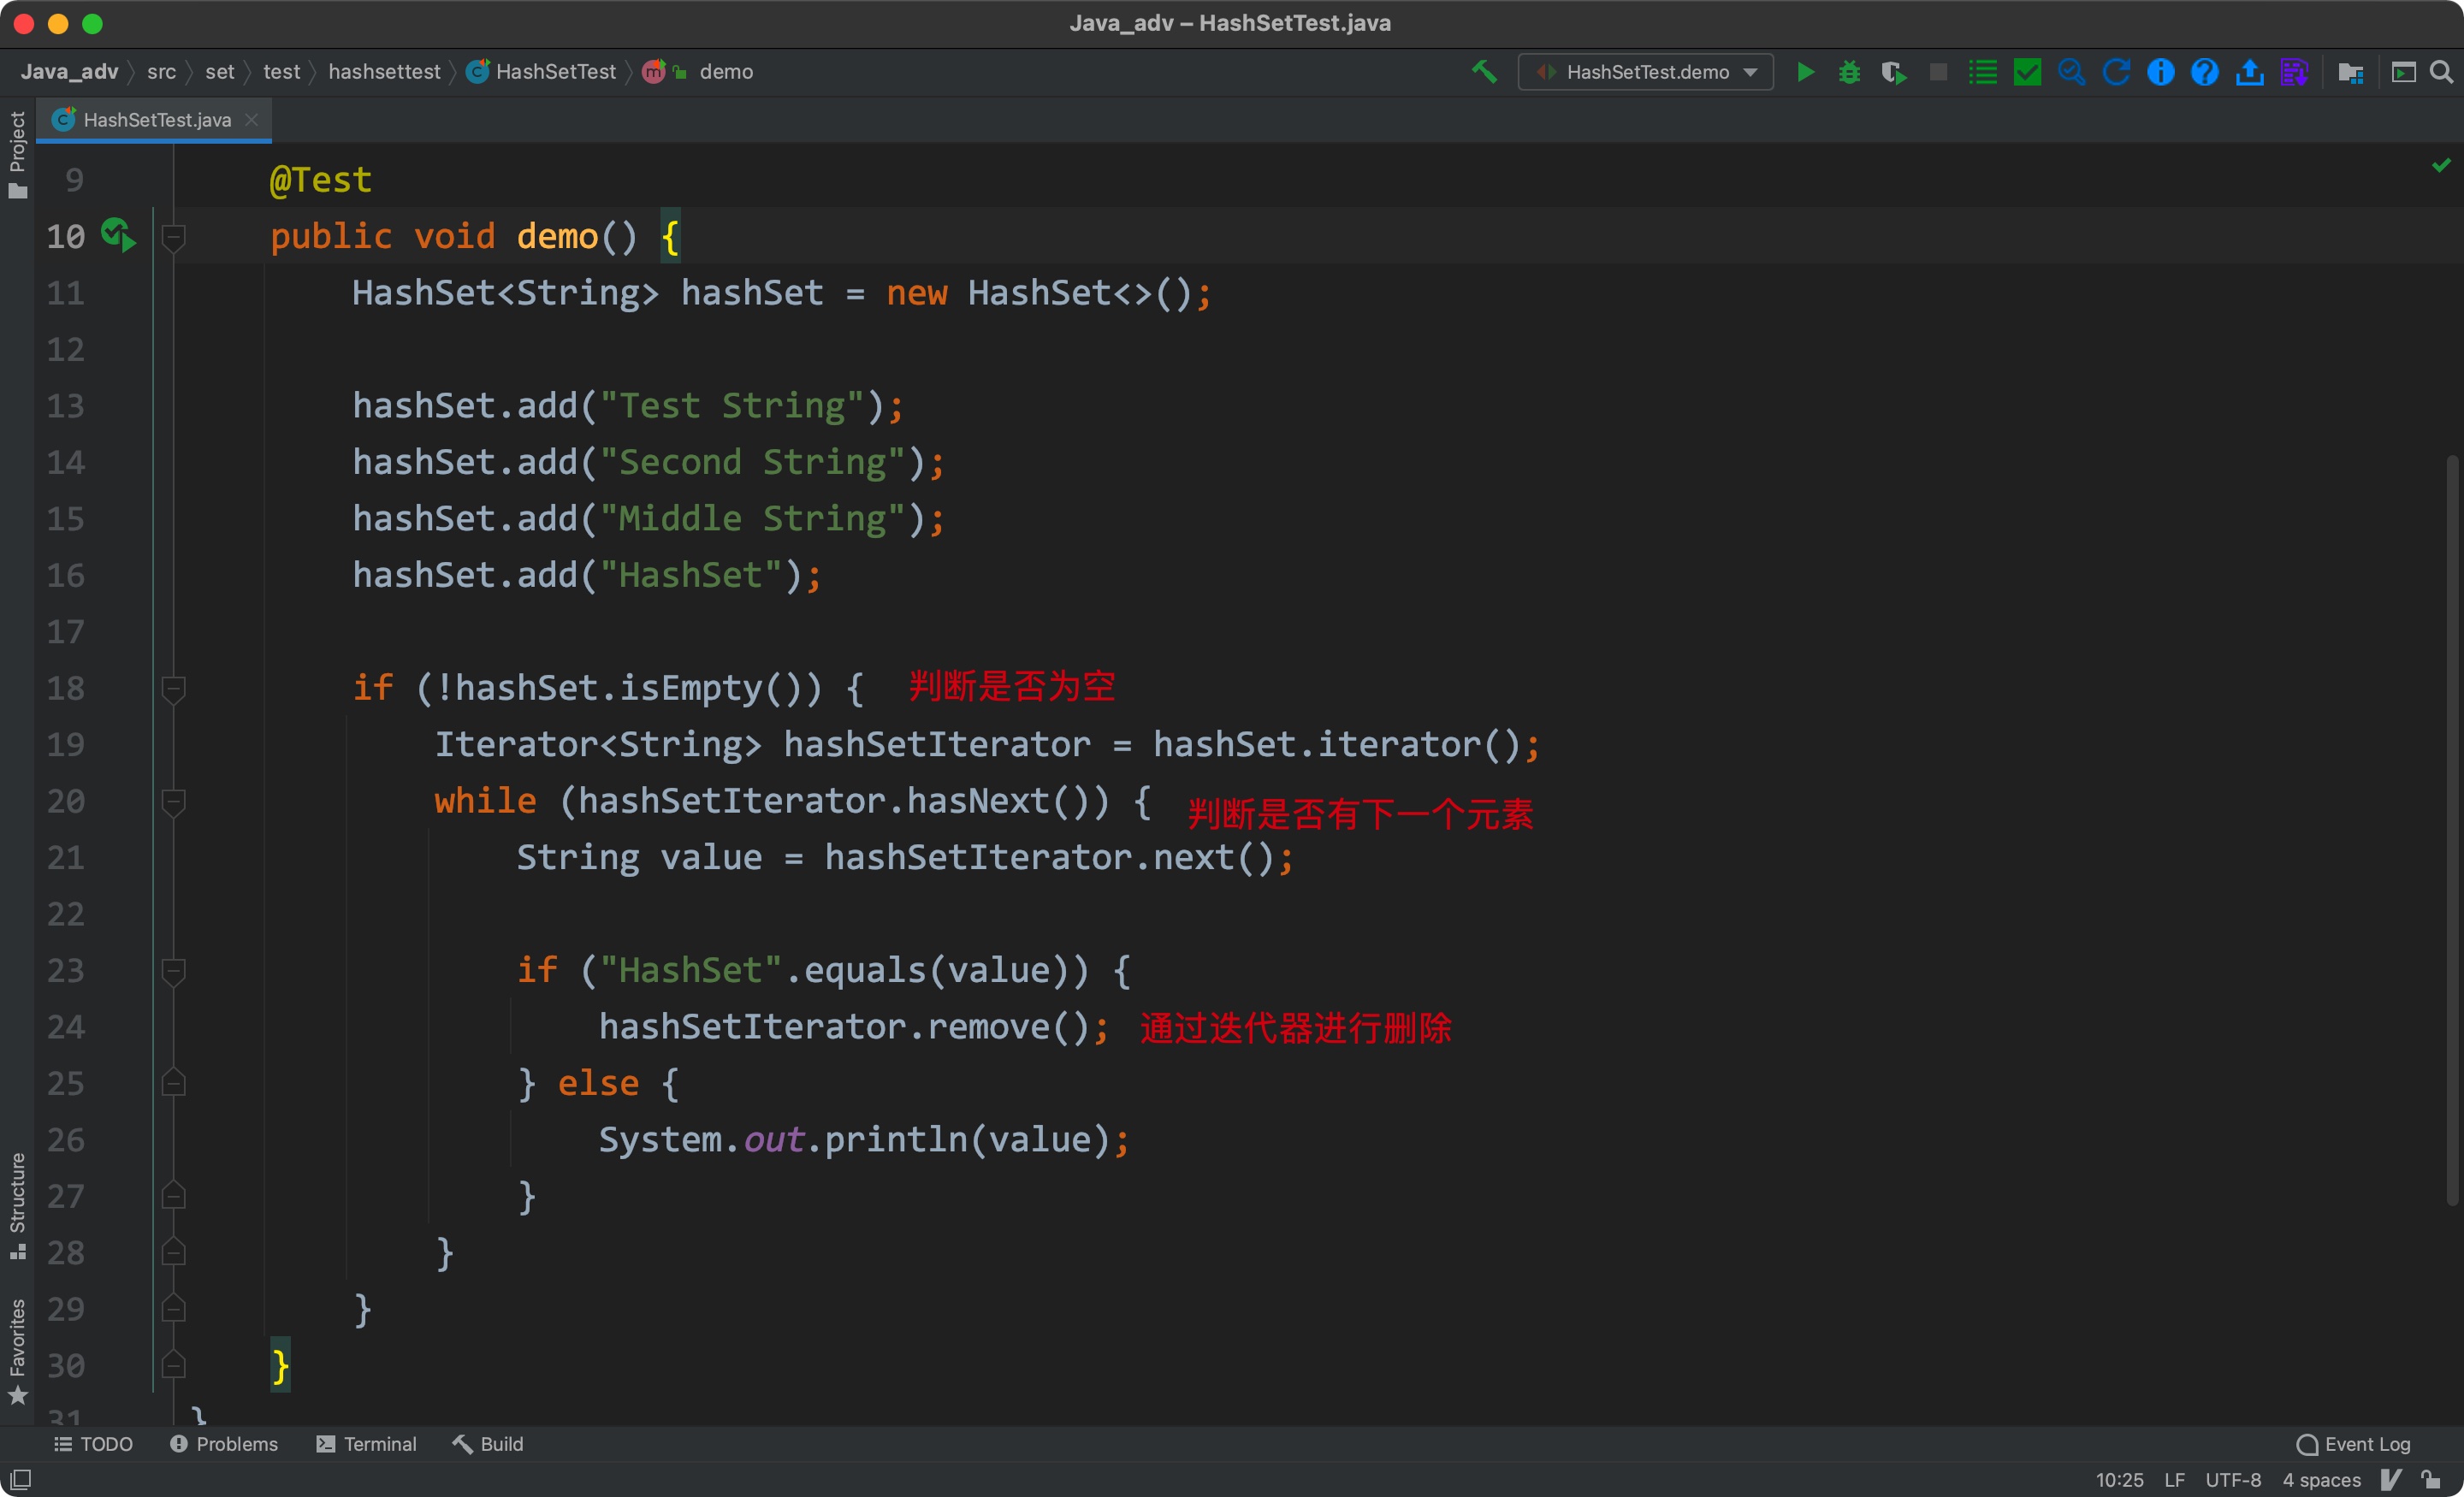 Java_adv – HashSetTest.java
Java_adv src set test hashsettest HashSetTest demo HashSetTest.demo
Project
HashSetTest.java
9 @Test
10 public void demo() {
11 HashSet<String> hashSet = new HashSet<>();
12
13 hashSet.add("Test String");
14 hashSet.add("Second String");
15 hashSet.add("Middle String");
16 hashSet.add("HashSet");
17
18 if (!hashSet.isEmpty()) { 判断是否为空
19 Iterator<String> hashSetIterator = hashSet.iterator();
20 while (hashSetIterator.hasNext()) { 判断是否有下一个元素
21 String value = hashSetIterator.next();
22
23 if ("HashSet".equals(value)) {
24 hashSetIterator.remove(); 通过迭代器进行删除
25 } else {
26 System.out.println(value);
27 }
28 }
29 }
30 }
31 }
Structure
Favorites
TODO Problems Terminal Build Event Log
10:25 LF UTF-8 4 spaces